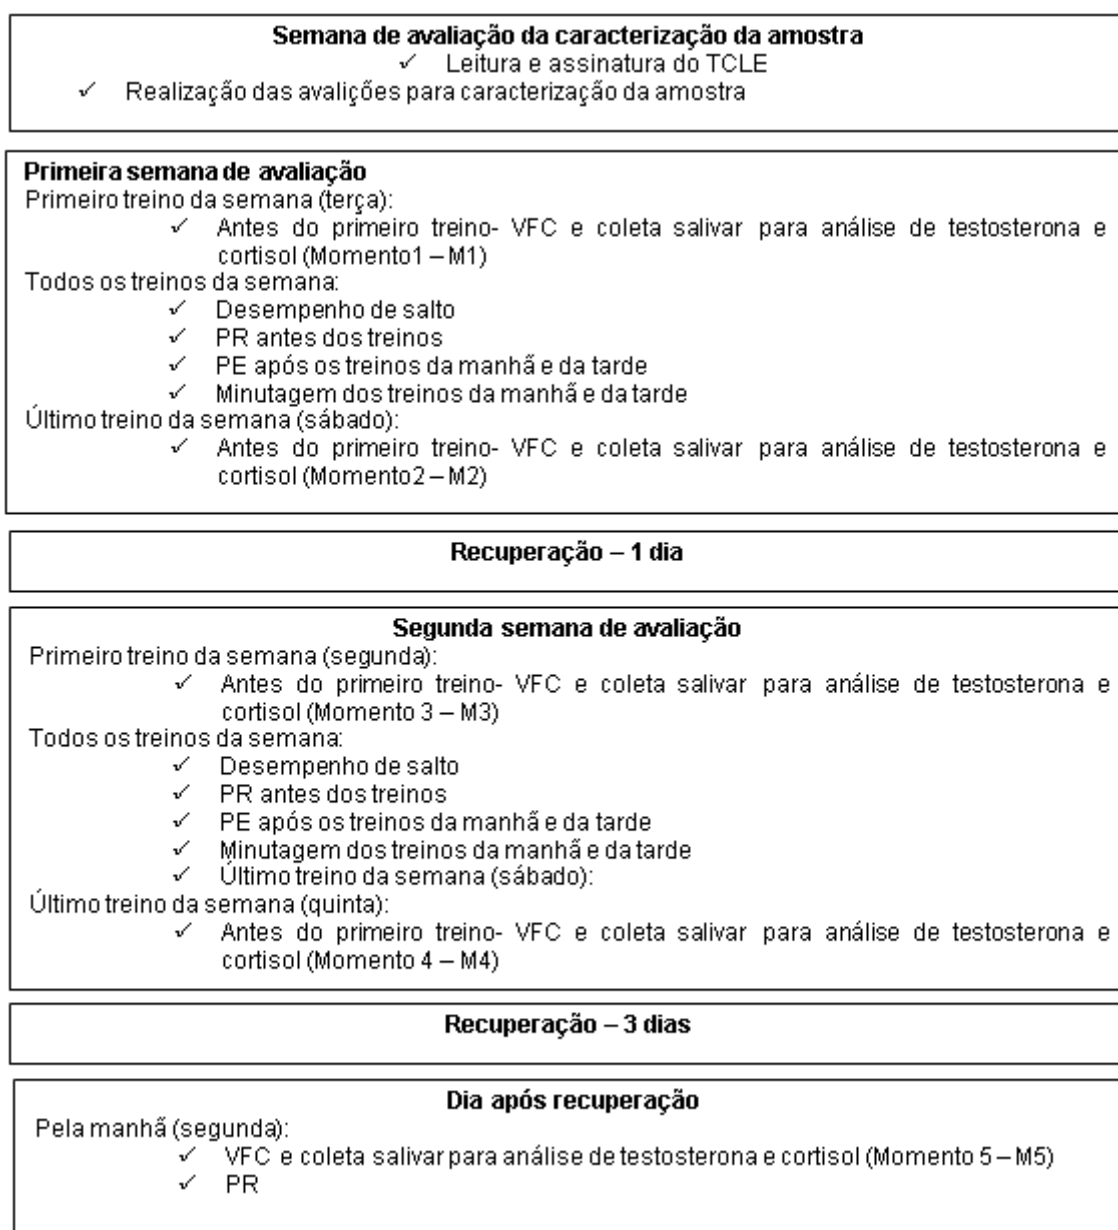 Semana de avaliação da caracterização da amostra
✓ Leitura e assinatura do TCLE
✓ Realização das avalições para caracterização da amostra
Primeira semana de avaliação
Primeiro treino da semana (terça):
✓ Antes do primeiro treino- VFC e coleta salivar para análise de testosterona e
cortisol (Momento1 – M1)
Todos os treinos da semana:
✓ Desempenho de salto
✓ PR antes dos treinos
✓ PE após os treinos da manhã e da tarde
✓ Minutagem dos treinos da manhã e da tarde
Último treino da semana (sábado):
✓ Antes do primeiro treino- VFC e coleta salivar para análise de testosterona e
cortisol (Momento2 – M2)
Recuperação – 1 dia
Segunda semana de avaliação
Primeiro treino da semana (segunda):
✓ Antes do primeiro treino- VFC e coleta salivar para análise de testosterona e
cortisol (Momento 3 – M3)
Todos os treinos da semana:
✓ Desempenho de salto
✓ PR antes dos treinos
✓ PE após os treinos da manhã e da tarde
✓ Minutagem dos treinos da manhã e da tarde
✓ Último treino da semana (sábado):
Último treino da semana (quinta):
✓ Antes do primeiro treino- VFC e coleta salivar para análise de testosterona e
cortisol (Momento 4 – M4)
Recuperação – 3 dias
Dia após recuperação
Pela manhã (segunda):
✓ VFC e coleta salivar para análise de testosterona e cortisol (Momento 5 – M5)
✓ PR